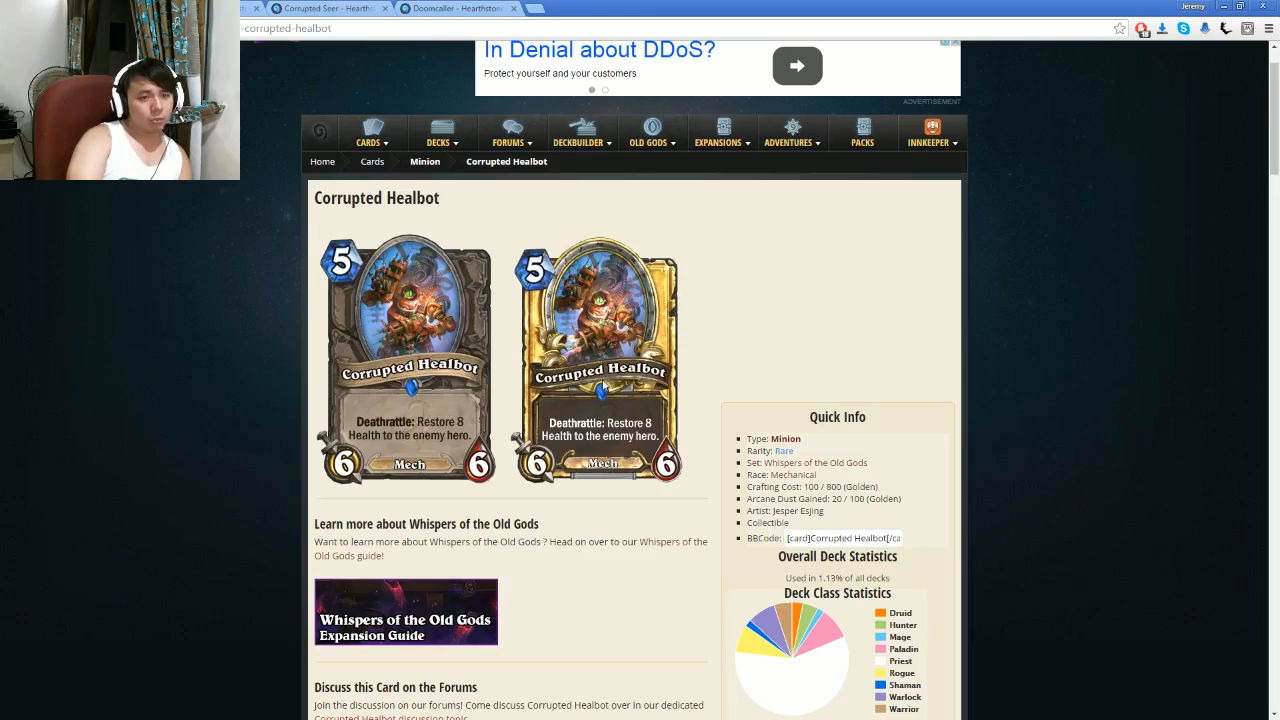 Corrupted Seer - Hearths
Doomcaller - Hearthstone
Jeremy
-corrupted-healbot
In Denial about DDoS?
Protect yourself and your customers
ADVERTISEMENT
CARDS
DECKS
FORUMS
DECKBUILDER
OLD GODS
EXPANSIONS
ADVENTURES
PACKS
INNKEEPER
Home
Cards
Minion
Corrupted Healbot
Corrupted Healbot
5
Corrupted Healbot
Deathrattle: Restore 8
Health to the enemy hero.
6
Mech
6
5
Corrupted Healbot
Deathrattle: Restore 8
Health to the enemy hero.
6
Mech
6
Quick Info
Type: Minion
Rarity: Rare
Set: Whispers of the Old Gods
Race: Mechanical
Crafting Cost: 100 / 800 (Golden)
Arcane Dust Gained: 20 / 100 (Golden)
Artist: Jesper Esjing
Collectible
BBCode: [card]Corrupted Healbot[/ca
Overall Deck Statistics
Used in 1.13% of all decks
Deck Class Statistics
Druid
Hunter
Mage
Paladin
Priest
Rogue
Shaman
Warlock
Warrior
Learn more about Whispers of the Old Gods
Want to learn more about Whispers of the Old Gods ? Head on over to our Whispers of the
Old Gods guide!
Whispers of the Old Gods
Expansion Guide
Discuss this Card on the Forums
Join the discussion on our forums! Come discuss Corrupted Healbot over in our dedicated
Corrupted Healbot discussion topic